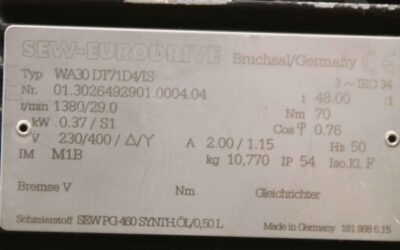 SEW-EURODRIVE Bruchsal/Germany CE
Typ WA30 DT71D4/IS 3 ~ IEC 34
Nr. 01.3026492901.0004.04 i 48.00 :1
r/min 1380/29.0 Nm 70
kW 0.37 / S1 Cos φ 0.76
V 230/400 / Δ/Y A 2.00 / 1.15 Hz 50
IM M1B kg 10,770 IP 54 Iso.Kl. F
Bremse V Nm Gleichrichter
Schmierstoff SEW PG 460 SYNTH.ÖL/0,50 L Made in Germany 181 968 6.15